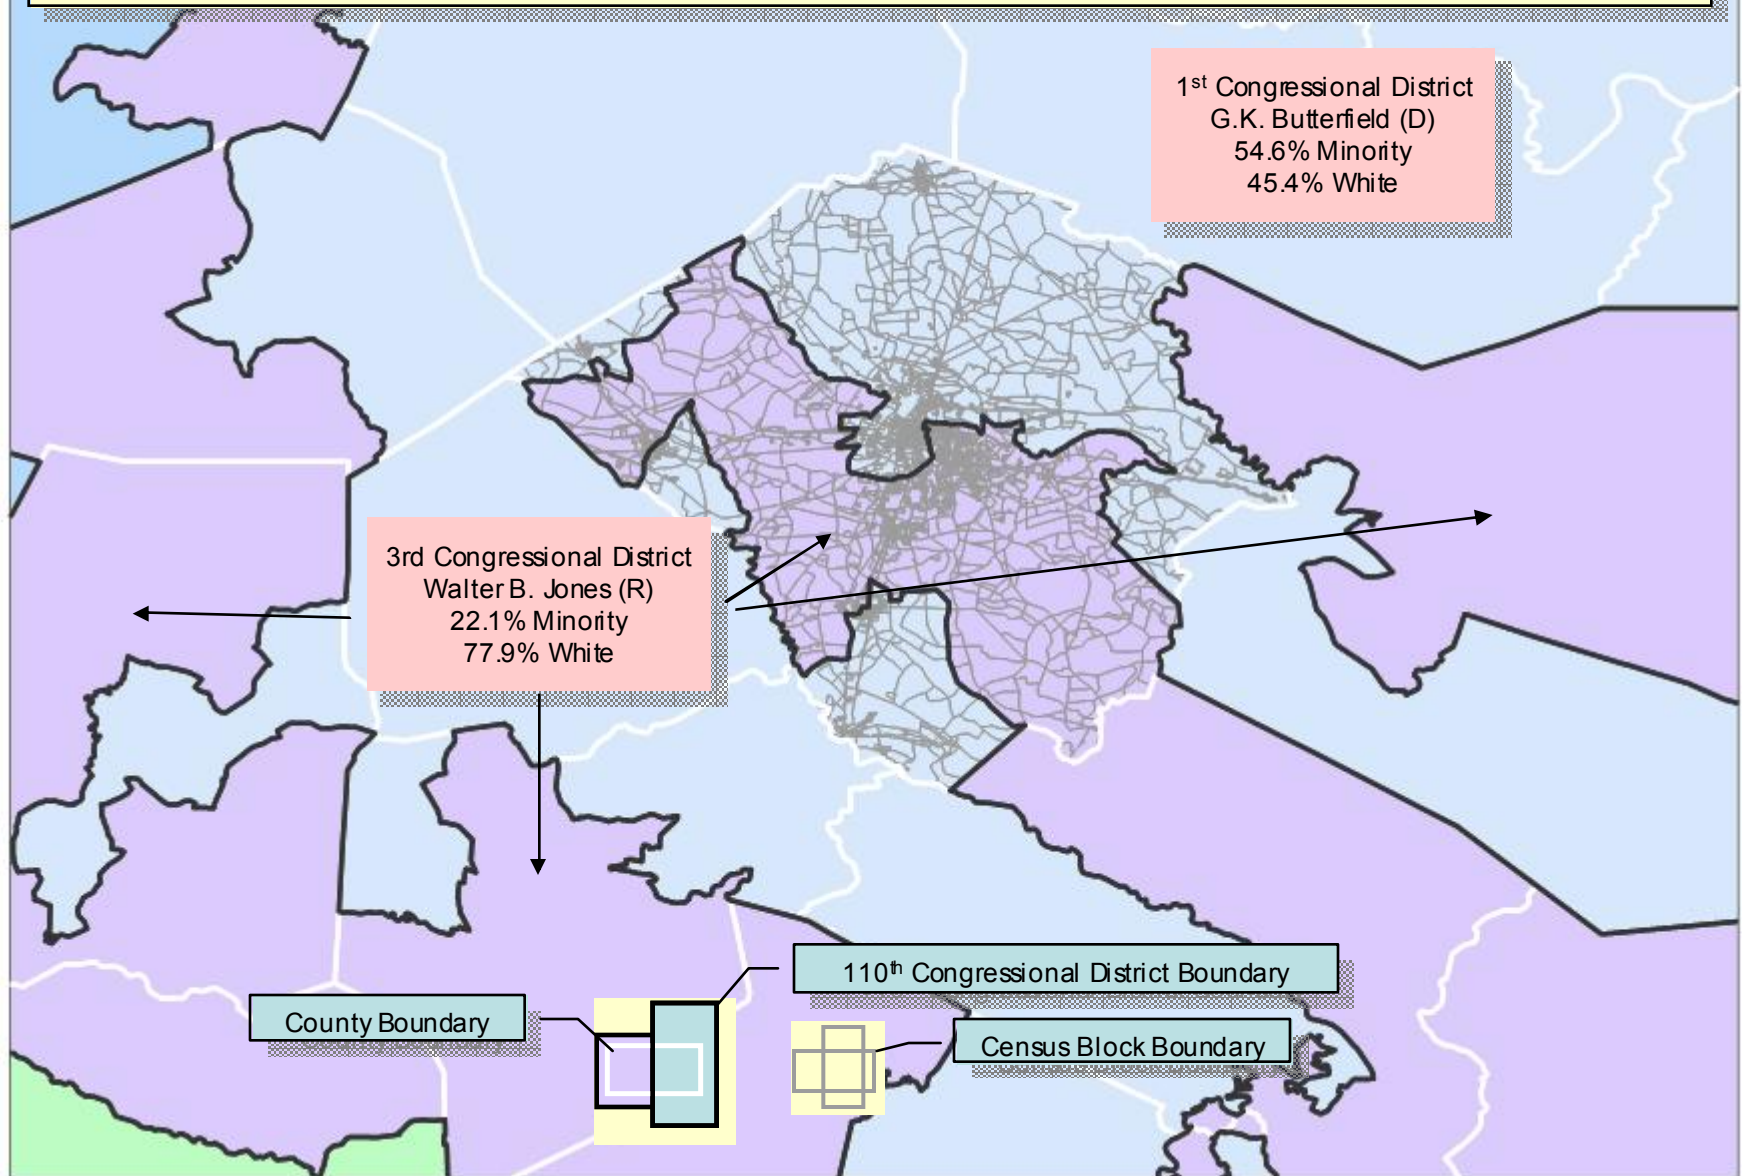 1st Congressional District
G.K. Butterfield (D)
54.6% Minority
45.4% White
3rd Congressional District
Walter B. Jones (R)
22.1% Minority
77.9% White
110th Congressional District Boundary
County Boundary
Census Block Boundary